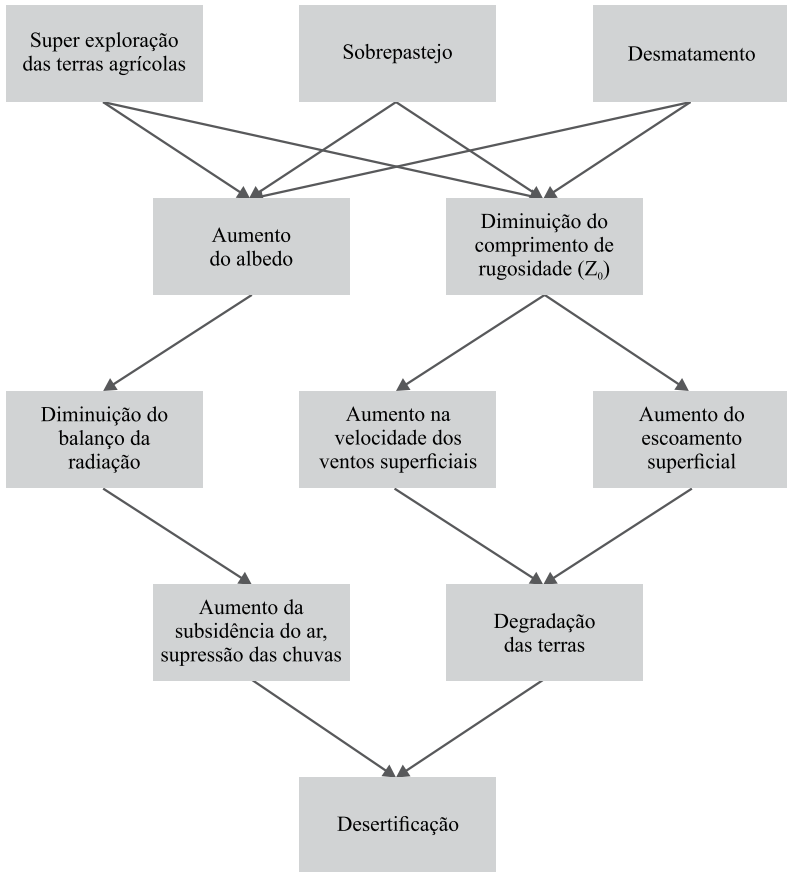 Super exploração
das terras agrícolas
Sobrepastejo
Desmatamento
Aumento
do albedo
Diminuição do
comprimento de
rugosidade (Z₀)
Diminuição do
balanço da
radiação
Aumento na
velocidade dos
ventos superficiais
Aumento do
escoamento
superficial
Aumento da
subsidência do ar,
supressão das chuvas
Degradação
das terras
Desertificação